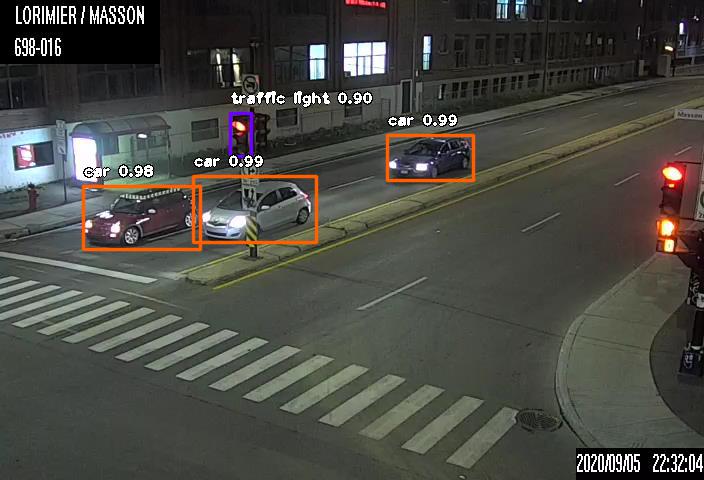 LORIMIER / MASSON
698-016
traffic light 0.90
car 0.99
car 0.99
car 0.98
Masson
2020/09/05 22:32:04